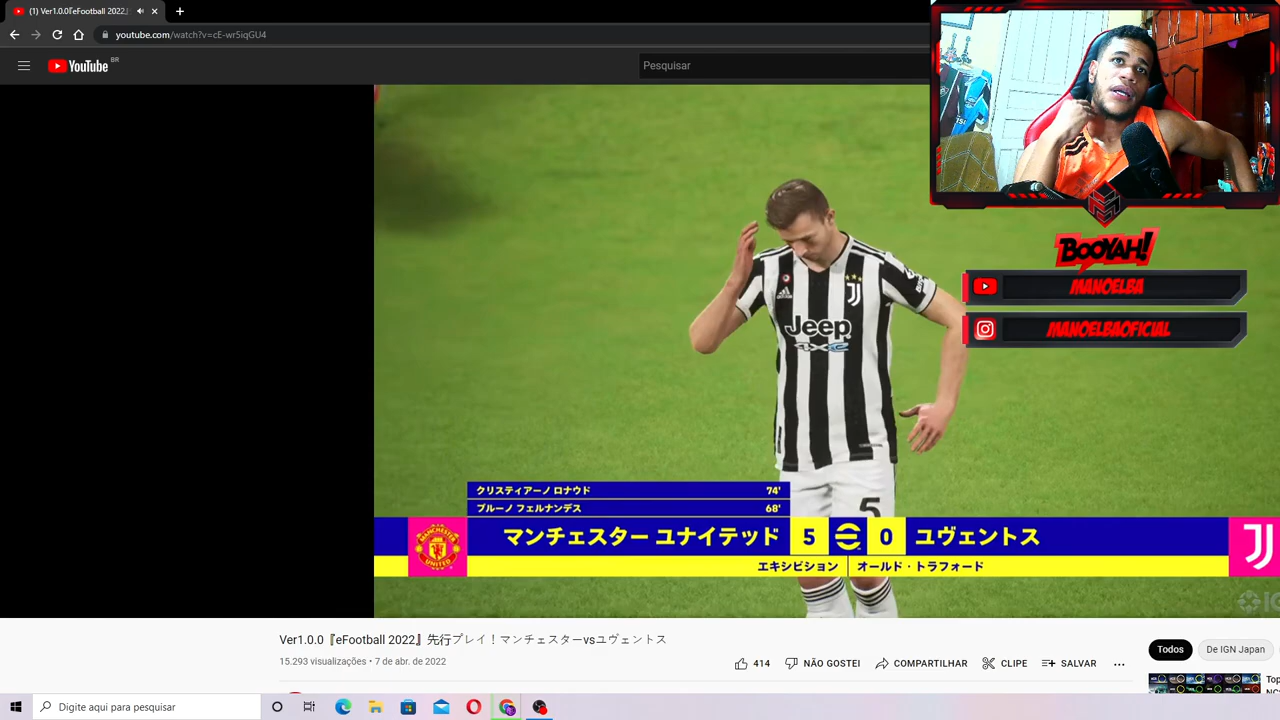 (1) Ver1.0.0『eFootball 2022』
youtube.com/watch?v=cE-wr5iqGU4
YouTube BR
Pesquisar
BOOYAH!
MANOELBA
MANOELBAOFICIAL
Jeep
4xe
5
クリスティアーノ ロナウド 74'
ブルーノ フェルナンデス 68'
マンチェスター ユナイテッド 5 0 ユヴェントス
エキシビション オールド・トラフォード
Ver1.0.0『eFootball 2022』先行プレイ！マンチェスターvsユヴェントス
15.293 visualizações • 7 de abr. de 2022
414 NÃO GOSTEI COMPARTILHAR CLIPE SALVAR
Todos De IGN Japan
Digite aqui para pesquisar